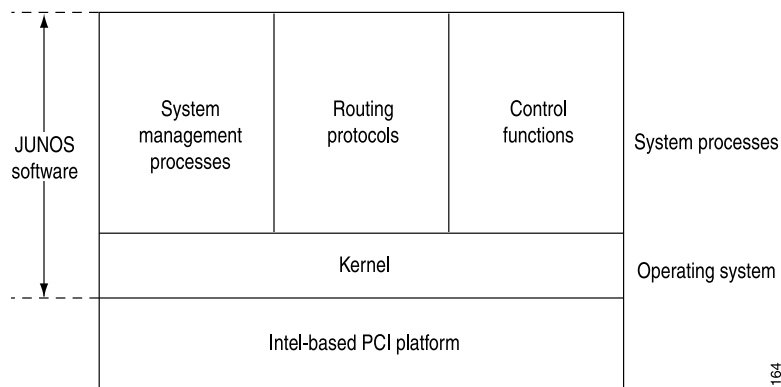 JUNOS
software
System
management
processes
Routing
protocols
Control
functions
System processes
Kernel
Operating system
Intel-based PCI platform
164